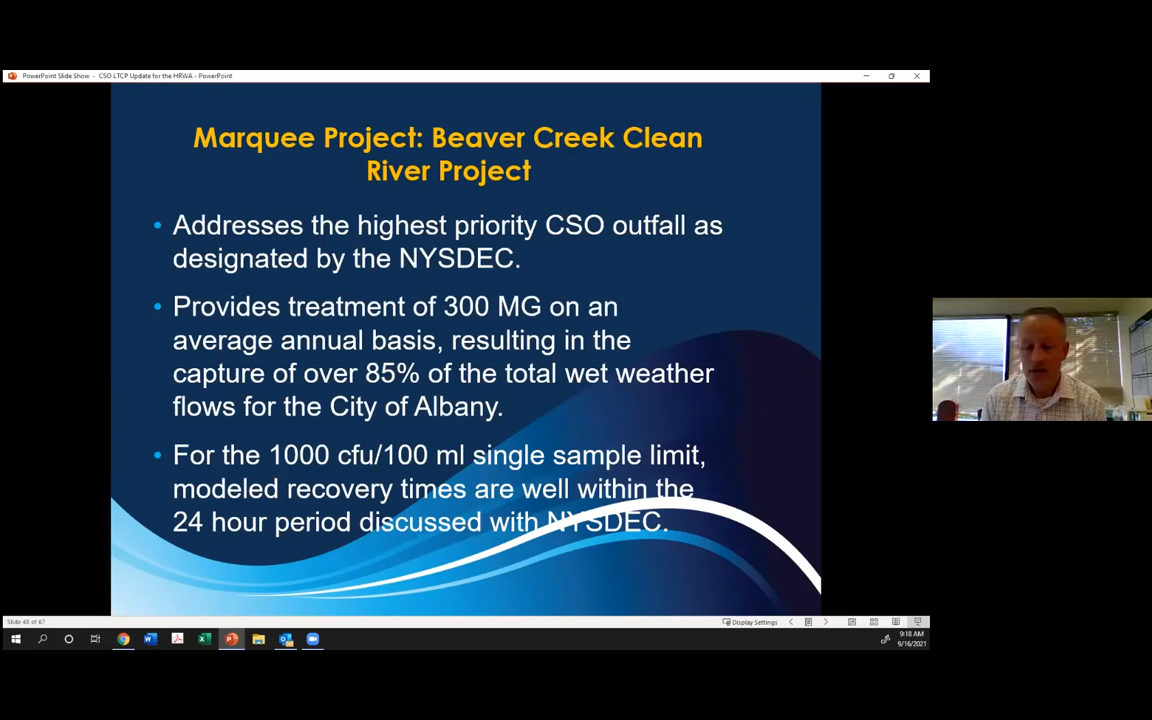 PowerPoint Slide Show - CSO LTCP Update for the HRWA - PowerPoint
Marquee Project: Beaver Creek Clean
River Project
• Addresses the highest priority CSO outfall as
designated by the NYSDEC.
• Provides treatment of 300 MG on an
average annual basis, resulting in the
capture of over 85% of the total wet weather
flows for the City of Albany.
• For the 1000 cfu/100 ml single sample limit,
modeled recovery times are well within the
24 hour period discussed with NYSDEC.
Slide 48 of 67
Display Settings
9:18 AM
9/16/2021